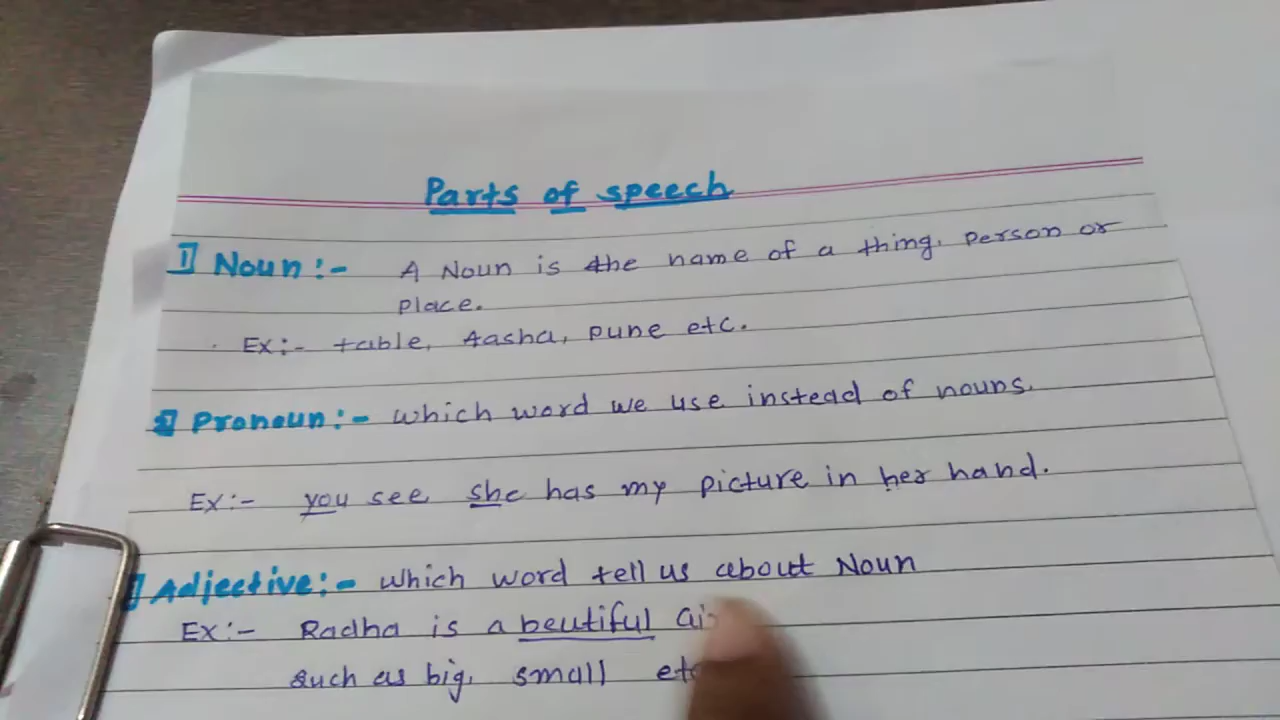 Parts of speech
1 Noun :- A Noun is the name of a thing, person or
place.
Ex :- table, Aasha, pune etc.
Pronoun :- which word we use instead of nouns.
Ex :- you see she has my picture in her hand.
Adjective :- which word tell us about Noun
Ex :- Radha is a beutiful
such as big, small etc